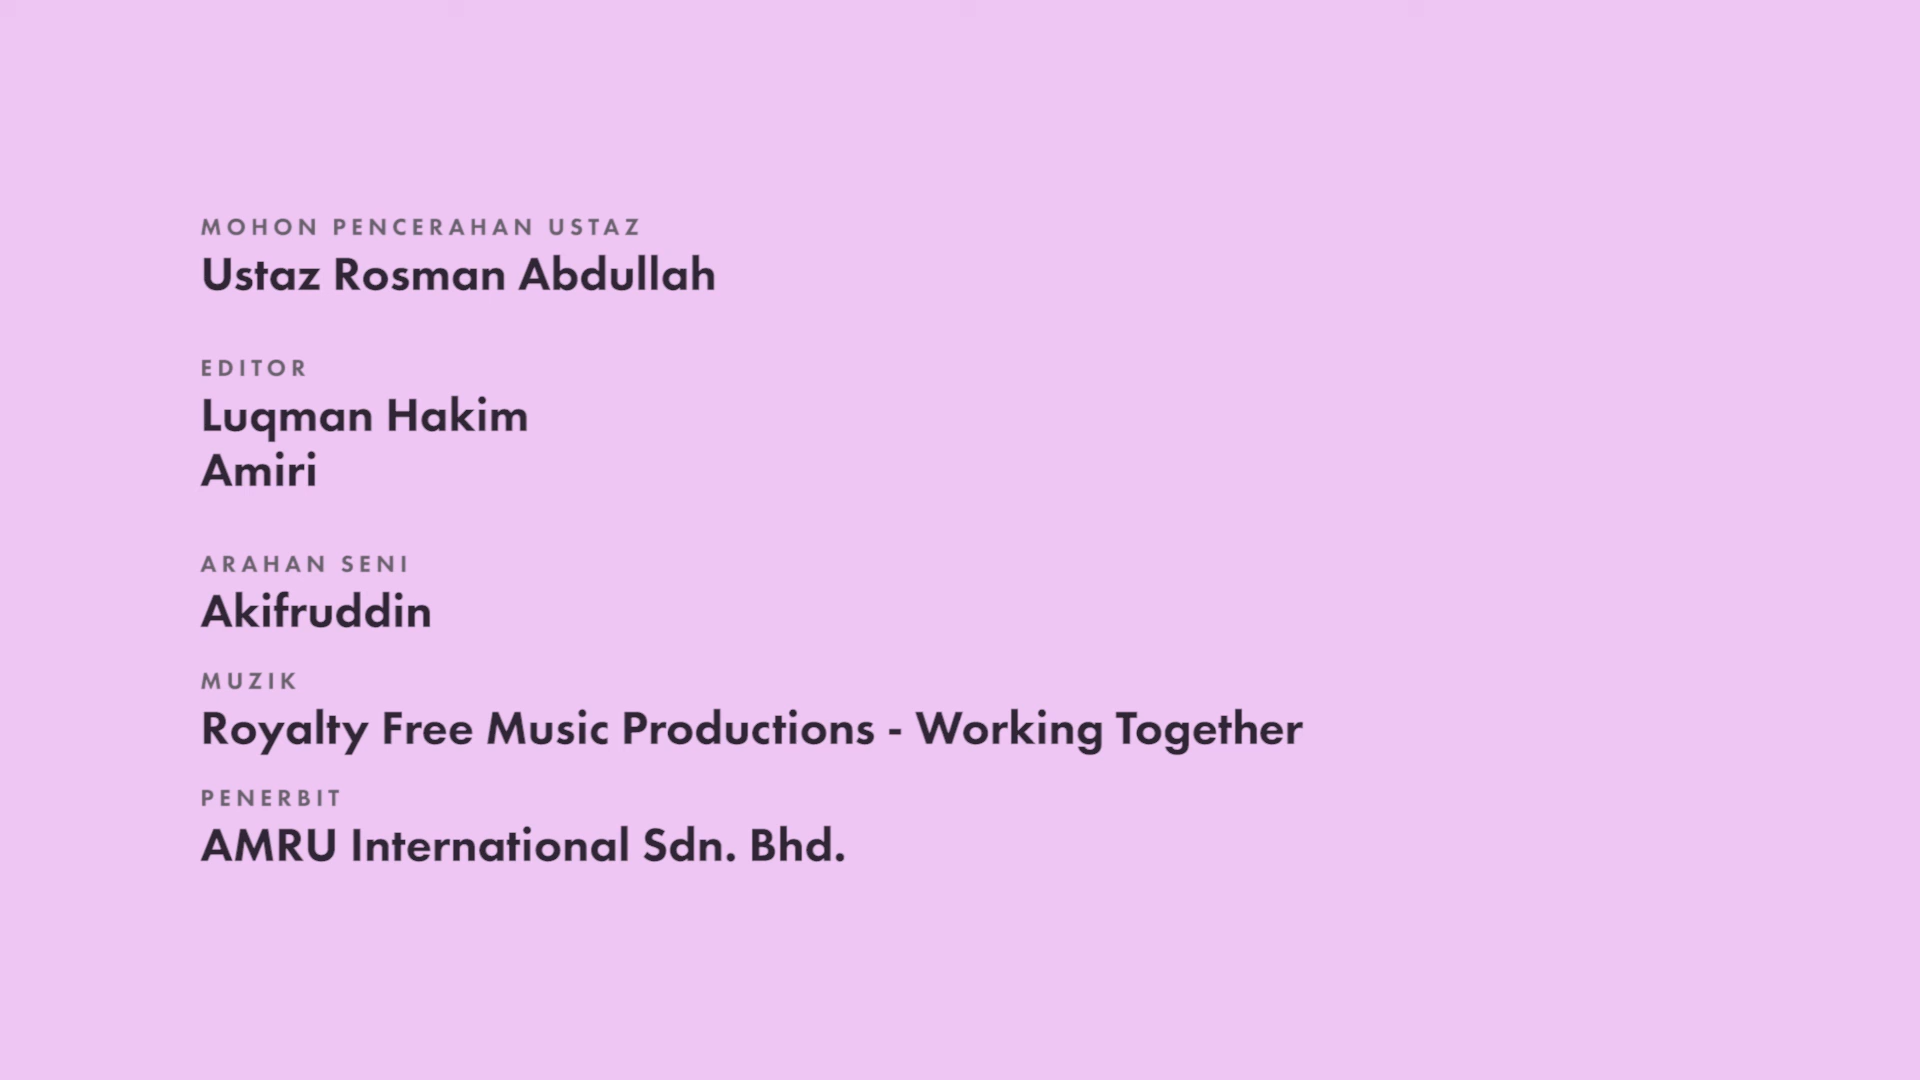 MOHON PENCERAHAN USTAZ
Ustaz Rosman Abdullah
EDITOR
Luqman Hakim
Amiri
ARAHAN SENI
Akifruddin
MUZIK
Royalty Free Music Productions - Working Together
PENERBIT
AMRU International Sdn. Bhd.